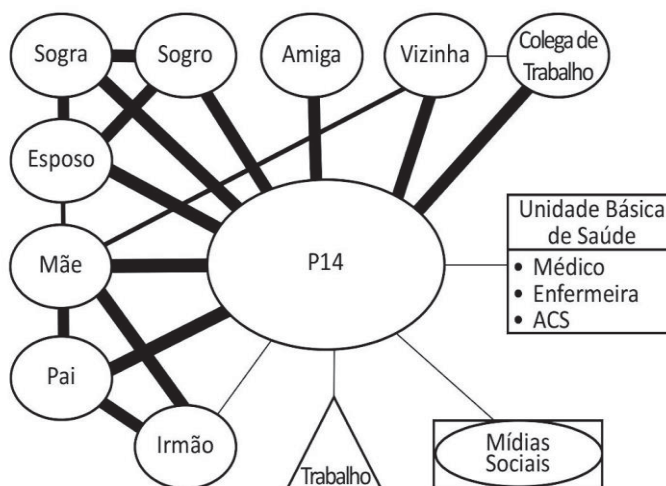 Sogra
Sogro
Amiga
Vizinha
Colega de
Trabalho
Esposo
Mãe
P14
Unidade Básica
de Saúde
• Médico
• Enfermeira
• ACS
Pai
Irmão
Trabalho
Mídias
Sociais